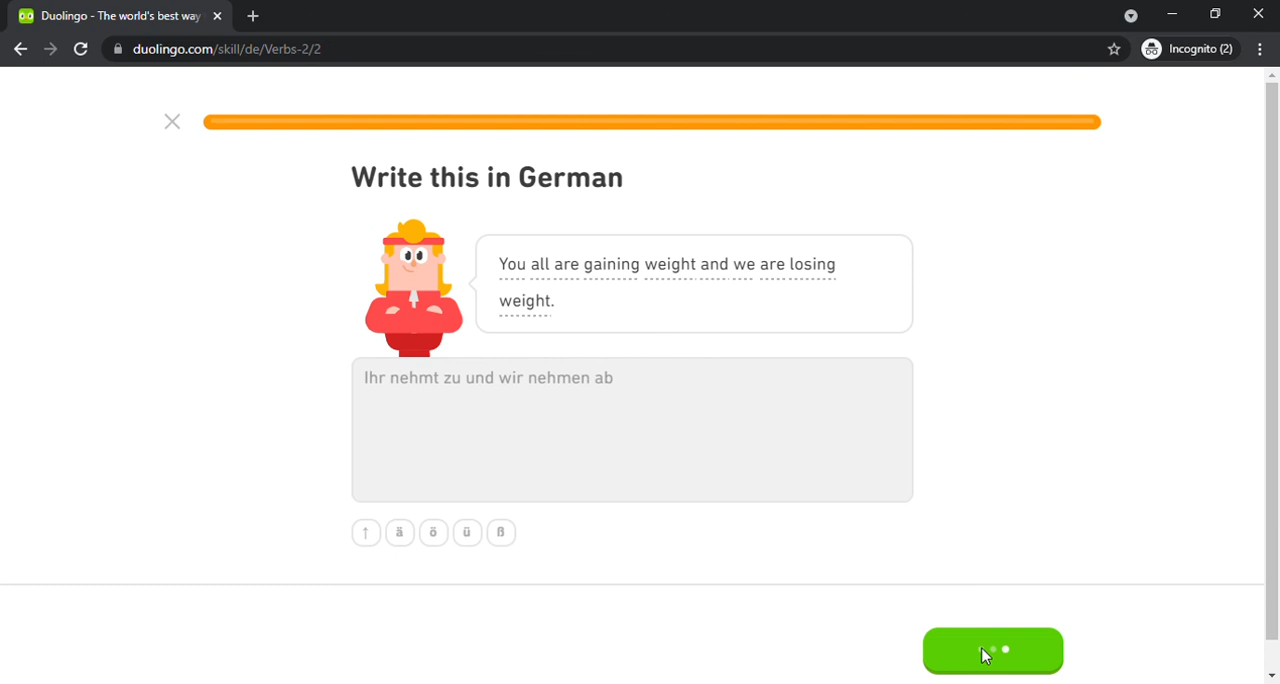 Duolingo - The world's best way
duolingo.com/skill/de/Verbs-2/2
Incognito (2)
Write this in German
You all are gaining weight and we are losing
weight.
Ihr nehmt zu und wir nehmen ab
↑ ä ö ü ß